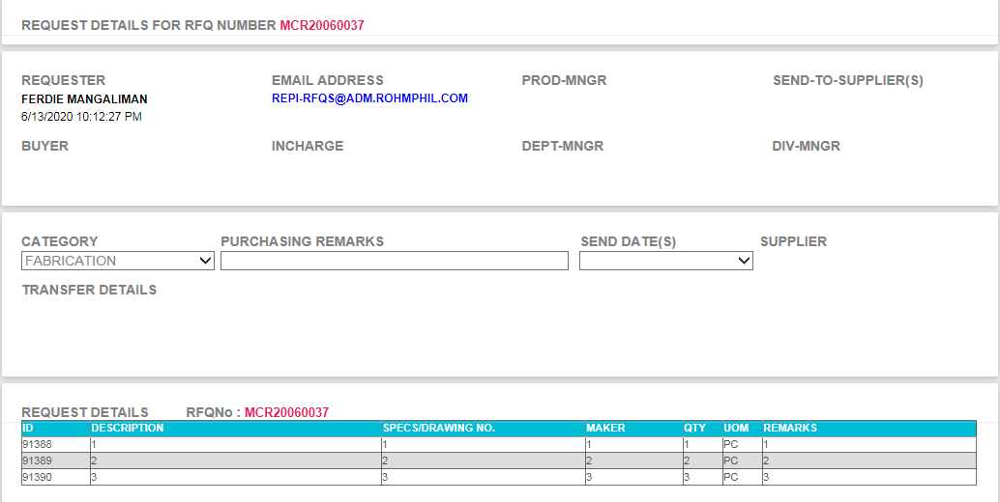 REQUEST DETAILS FOR RFQ NUMBER MCR20060037
REQUESTER EMAIL ADDRESS PROD-MNGR SEND-TO-SUPPLIER(S)
FERDIE MANGALIMAN REPI-RFQS@ADM.ROHMPHIL.COM
6/13/2020 10:12:27 PM
BUYER INCHARGE DEPT-MNGR DIV-MNGR
CATEGORY PURCHASING REMARKS SEND DATE(S) SUPPLIER
FABRICATION
TRANSFER DETAILS
REQUEST DETAILS RFQNo : MCR20060037
ID DESCRIPTION SPECS/DRAWING NO. MAKER QTY UOM REMARKS
91388 1 1 1 1 PC 1
91389 2 2 2 2 PC 2
91390 3 3 3 3 PC 3